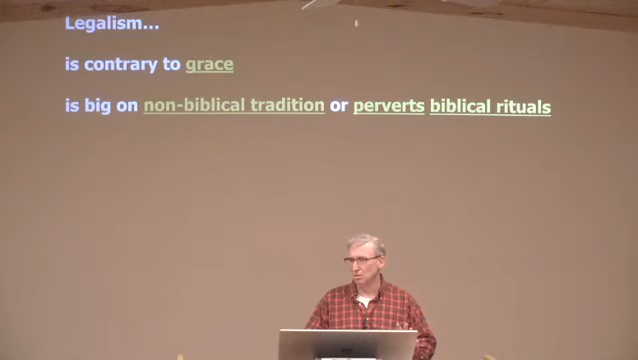 Legalism...
is contrary to grace
is big on non-biblical tradition or perverts biblical rituals